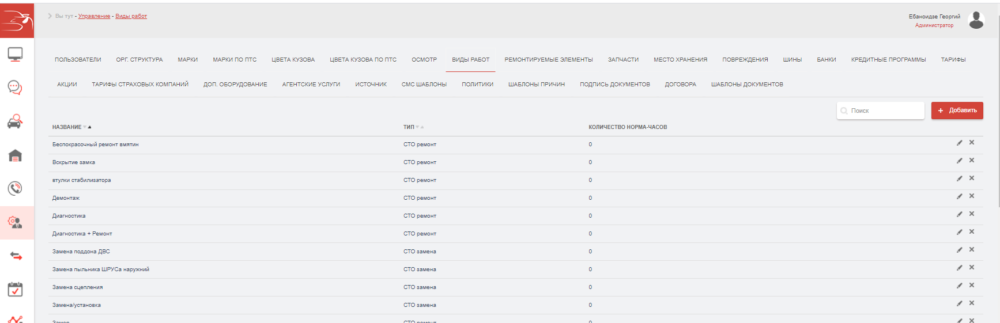 Вы тут - Управление - Виды работ
Ебаноидзе Георгий
Администратор
ПОЛЬЗОВАТЕЛИ ОРГ. СТРУКТУРА МАРКИ МАРКИ ПО ПТС ЦВЕТА КУЗОВА ЦВЕТА КУЗОВА ПО ПТС ОСМОТР ВИДЫ РАБОТ РЕМОНТИРУЕМЫЕ ЭЛЕМЕНТЫ ЗАПЧАСТИ МЕСТО ХРАНЕНИЯ ПОВРЕЖДЕНИЯ ШИНЫ БАНКИ КРЕДИТНЫЕ ПРОГРАММЫ ТАРИФЫ
АКЦИИ ТАРИФЫ СТРАХОВЫХ КОМПАНИЙ ДОП. ОБОРУДОВАНИЕ АГЕНТСКИЕ УСЛУГИ ИСТОЧНИК СМС ШАБЛОНЫ ПОЛИТИКИ ШАБЛОНЫ ПРИЧИН ПОДПИСЬ ДОКУМЕНТОВ ДОГОВОРА ШАБЛОНЫ ДОКУМЕНТОВ
Поиск + Добавить
НАЗВАНИЕ ТИП КОЛИЧЕСТВО НОРМА-ЧАСОВ
Беспокрасочный ремонт вмятин СТО ремонт 0
Вскрытие замка СТО ремонт 0
втулки стабилизатора СТО ремонт 0
Демонтаж СТО ремонт 0
Диагностика СТО ремонт 0
Диагностика + Ремонт СТО ремонт 0
Замена поддона ДВС СТО замена 0
Замена пыльника ШРУСа наружний СТО замена 0
Замена сцепления СТО замена 0
Замена/установка СТО замена 0
Замер СТО ремонт 0